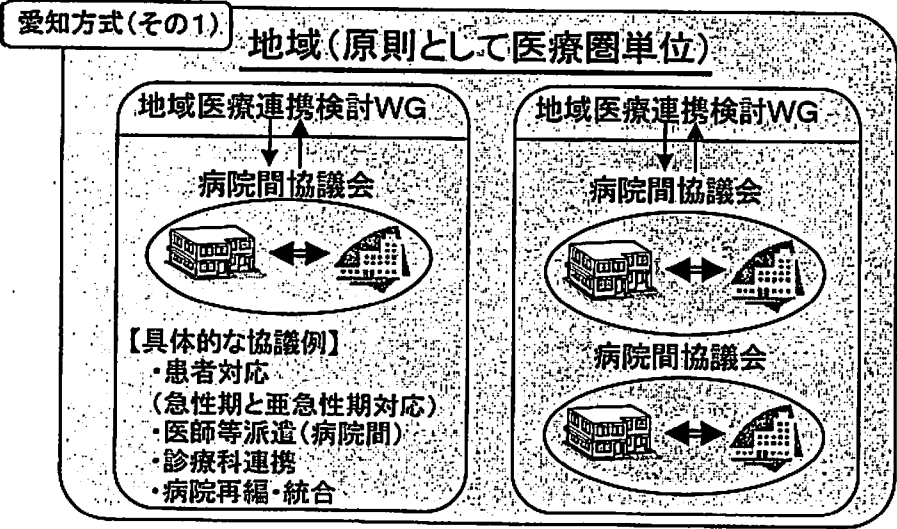 愛知方式(その1)
地域(原則として医療圏単位)
地域医療連携検討WG
病院間協議会
【具体的な協議例】
・患者対応
(急性期と亜急性期対応)
・医師等派遣(病院間)
・診療科連携
・病院再編・統合
地域医療連携検討WG
病院間協議会
病院間協議会